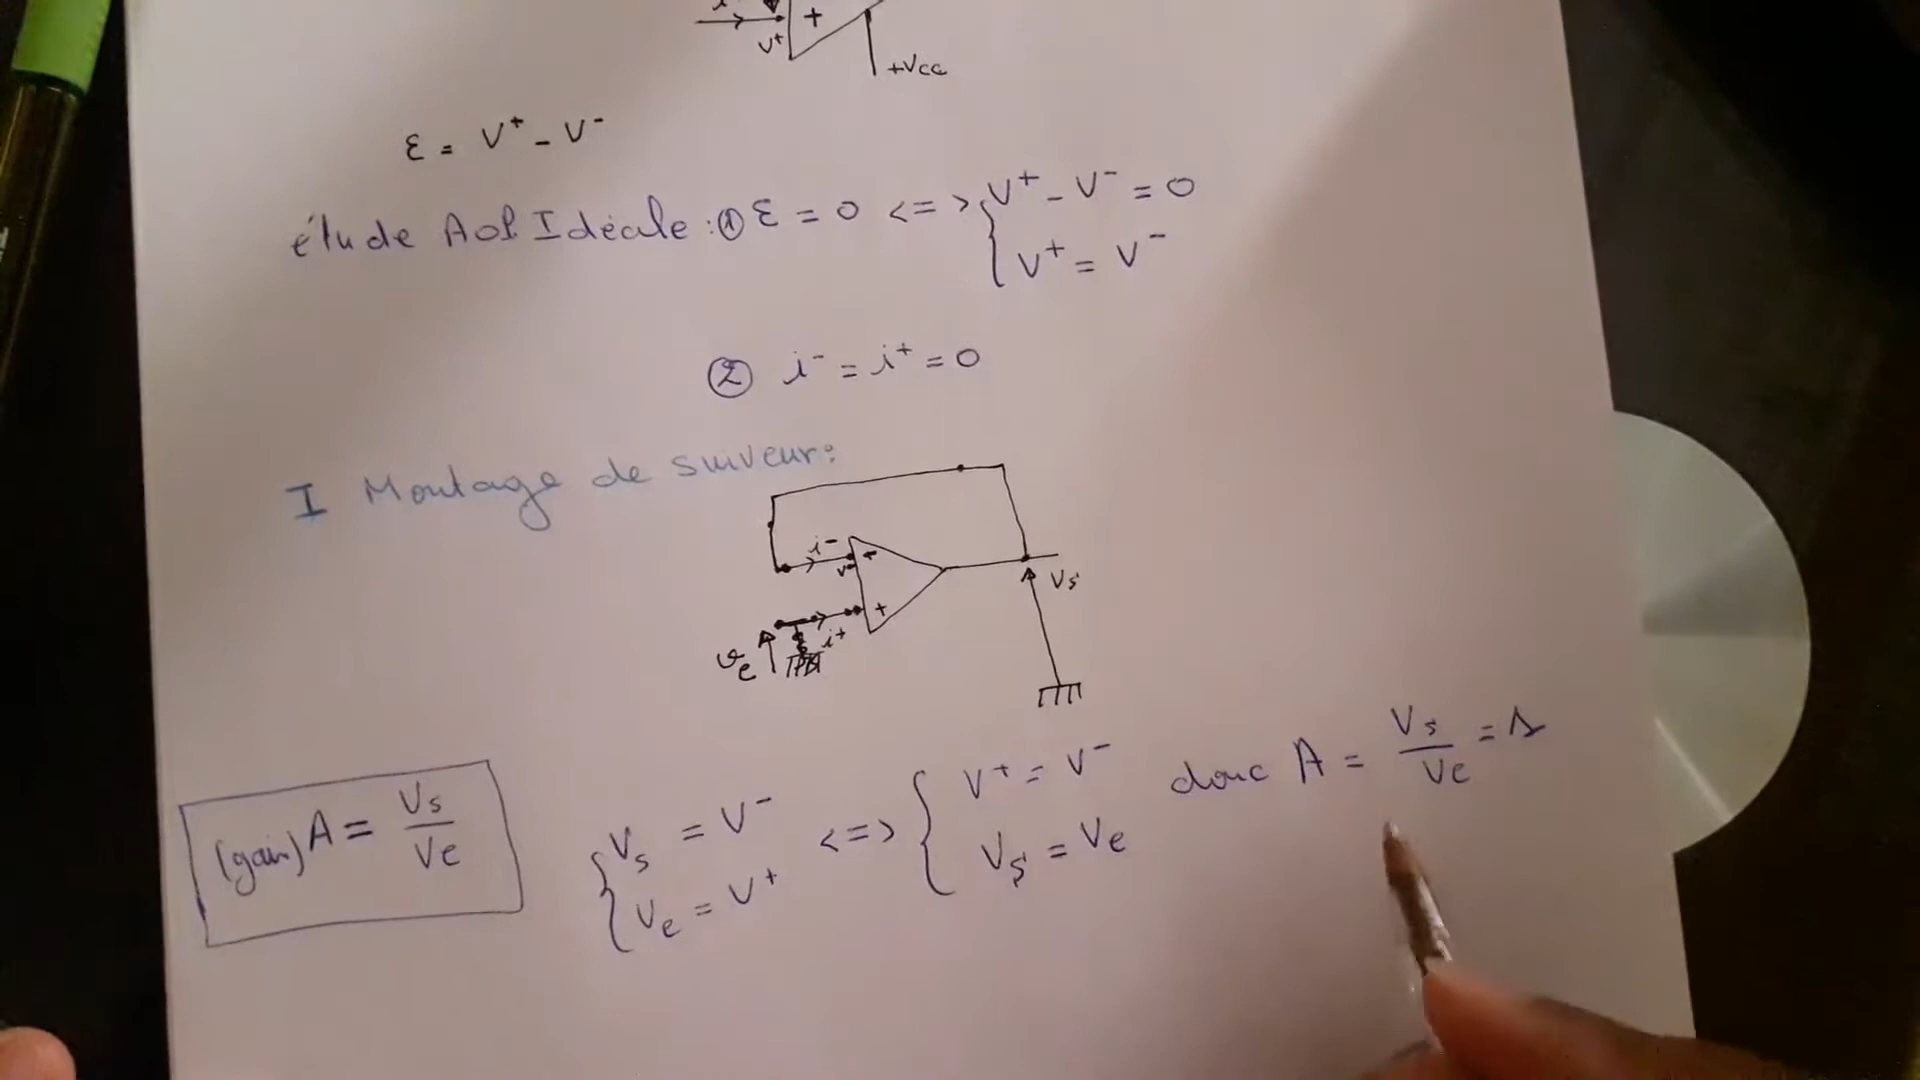 V⁺
+
+Vcc
ε = V⁺ - V⁻
étude AOP Idéale : ① ε = 0 <=> { V⁺ - V⁻ = 0
V⁺ = V⁻
② i⁻ = i⁺ = 0
I Montage de suiveur:
i⁻
-
V⁻
+
i⁺
Ve
Vs
(gain) A = Vs/Ve
{ Vs = V⁻
Ve = V⁺
<=> { V⁺ = V⁻
Vs = Ve
donc A = Vs/Ve = 1